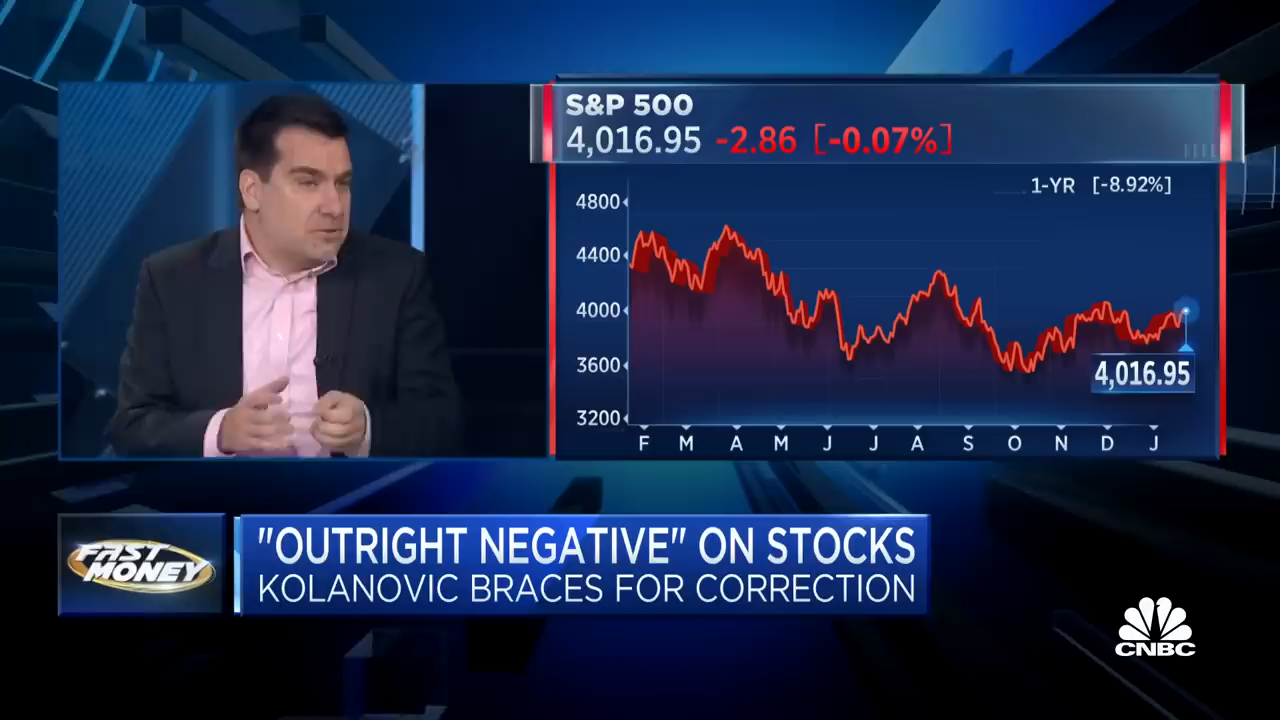 S&P 500
4,016.95 -2.86 [-0.07%]
1-YR [-8.92%]
4800
4400
4000
3600
3200
4,016.95
F M A M J J A S O N D J
FAST
MONEY
"OUTRIGHT NEGATIVE" ON STOCKS
KOLANOVIC BRACES FOR CORRECTION
CNBC